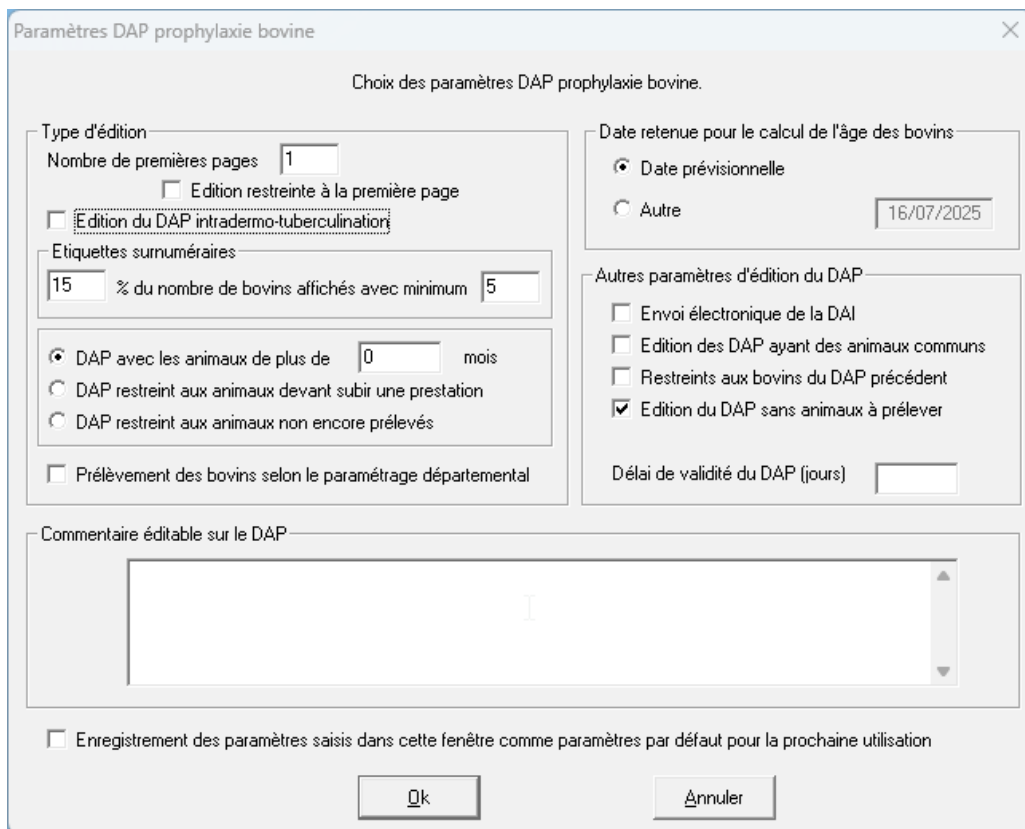 Paramètres DAP prophylaxie bovine
Choix des paramètres DAP prophylaxie bovine.
Type d'édition
Nombre de premières pages 1
Edition restreinte à la première page
Edition du DAP intradermo-tuberculination
Etiquettes surnuméraires
15 % du nombre de bovins affichés avec minimum 5
DAP avec les animaux de plus de 0 mois
DAP restreint aux animaux devant subir une prestation
DAP restreint aux animaux non encore prélevés
Prélèvement des bovins selon le paramétrage départemental
Date retenue pour le calcul de l'âge des bovins
Date prévisionnelle
Autre 16/07/2025
Autres paramètres d'édition du DAP
Envoi électronique de la DAI
Edition des DAP ayant des animaux communs
Restreints aux bovins du DAP précédent
Edition du DAP sans animaux à prélever
Délai de validité du DAP (jours)
Commentaire éditable sur le DAP
Enregistrement des paramètres saisis dans cette fenêtre comme paramètres par défaut pour la prochaine utilisation
Ok
Annuler